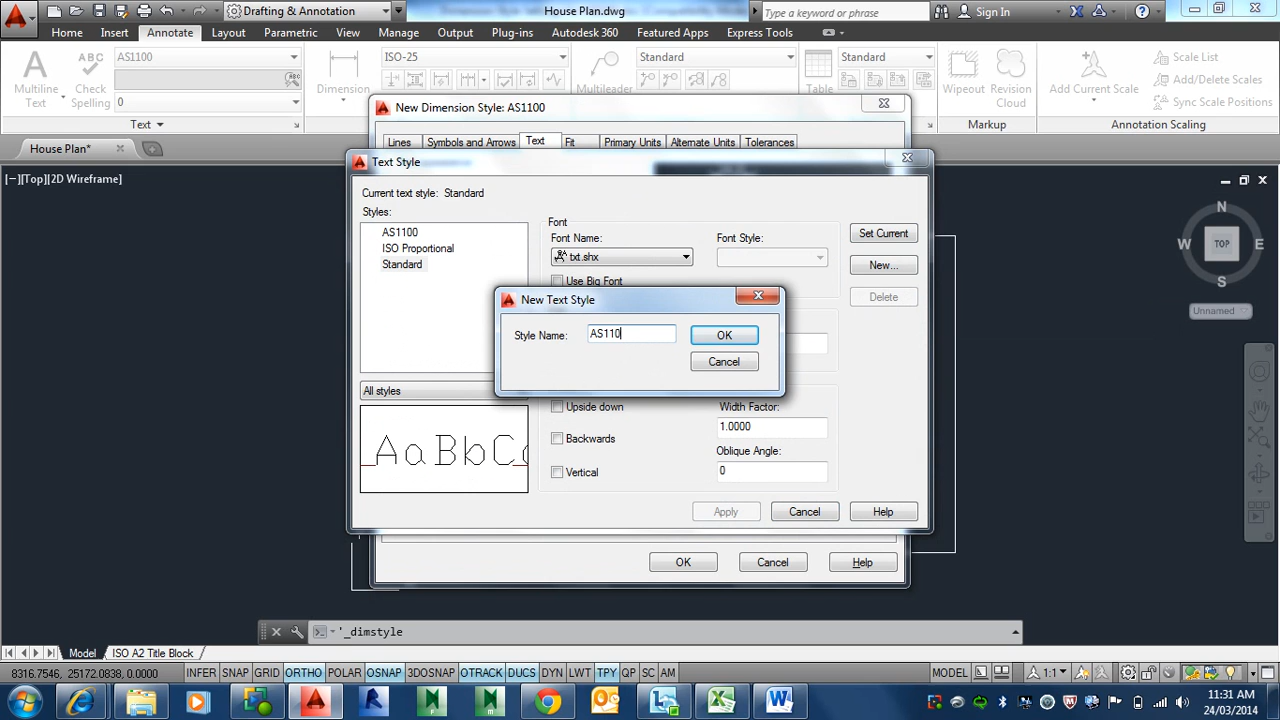 Drafting & Annotation
House Plan.dwg
Type a keyword or phrase
Sign In
Home Insert Annotate Layout Parametric View Manage Output Plug-ins Autodesk 360 Featured Apps Express Tools
Multiline Text
ABC
Check Spelling
AS1100
0
Text
Dimension
ISO-25
Multileader
Standard
Table
Standard
Wipeout
Revision Cloud
Markup
Add Current Scale
Scale List
Add/Delete Scales
Sync Scale Positions
Annotation Scaling
House Plan*
[−][Top][2D Wireframe]
New Dimension Style: AS1100
Lines Symbols and Arrows Text Fit Primary Units Alternate Units Tolerances
Text Style
Current text style: Standard
Styles:
AS1100
ISO Proportional
Standard
All styles
AaBbC
Font
Font Name:
txt.shx
Font Style:
Use Big Font
Set Current
New...
Delete
New Text Style
Style Name:
AS110
OK
Cancel
Upside down
Backwards
Vertical
Width Factor:
1.0000
Oblique Angle:
0
Apply
Cancel
Help
OK
Cancel
Help
N
W TOP E
S
Unnamed
'_dimstyle
Model
ISO A2 Title Block
8316.7546, 25172.0838, 0.0000
INFER SNAP GRID ORTHO POLAR OSNAP 3DOSNAP OTRACK DUCS DYN LWT TPY QP SC AM
MODEL
1:1
11:31 AM
24/03/2014